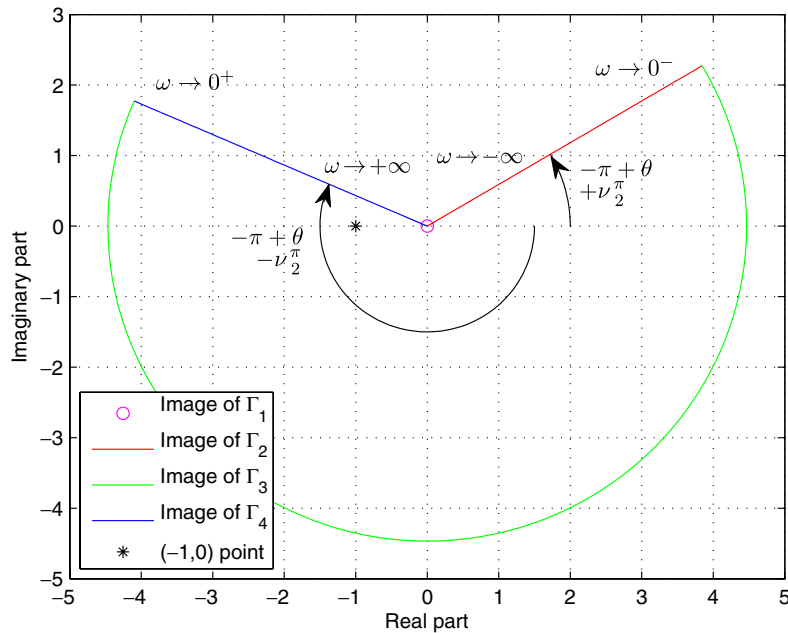 3
2
1
0
−1
−2
−3
−4
−5
−5
−4
−3
−2
−1
0
1
2
3
4
5
Imaginary part
Real part
ω → 0⁺
ω → 0⁻
ω → +∞
ω → −∞
−π + θ
+ν π/2
−π + θ
−ν π/2
Image of Γ₁
Image of Γ₂
Image of Γ₃
Image of Γ₄
(−1,0) point